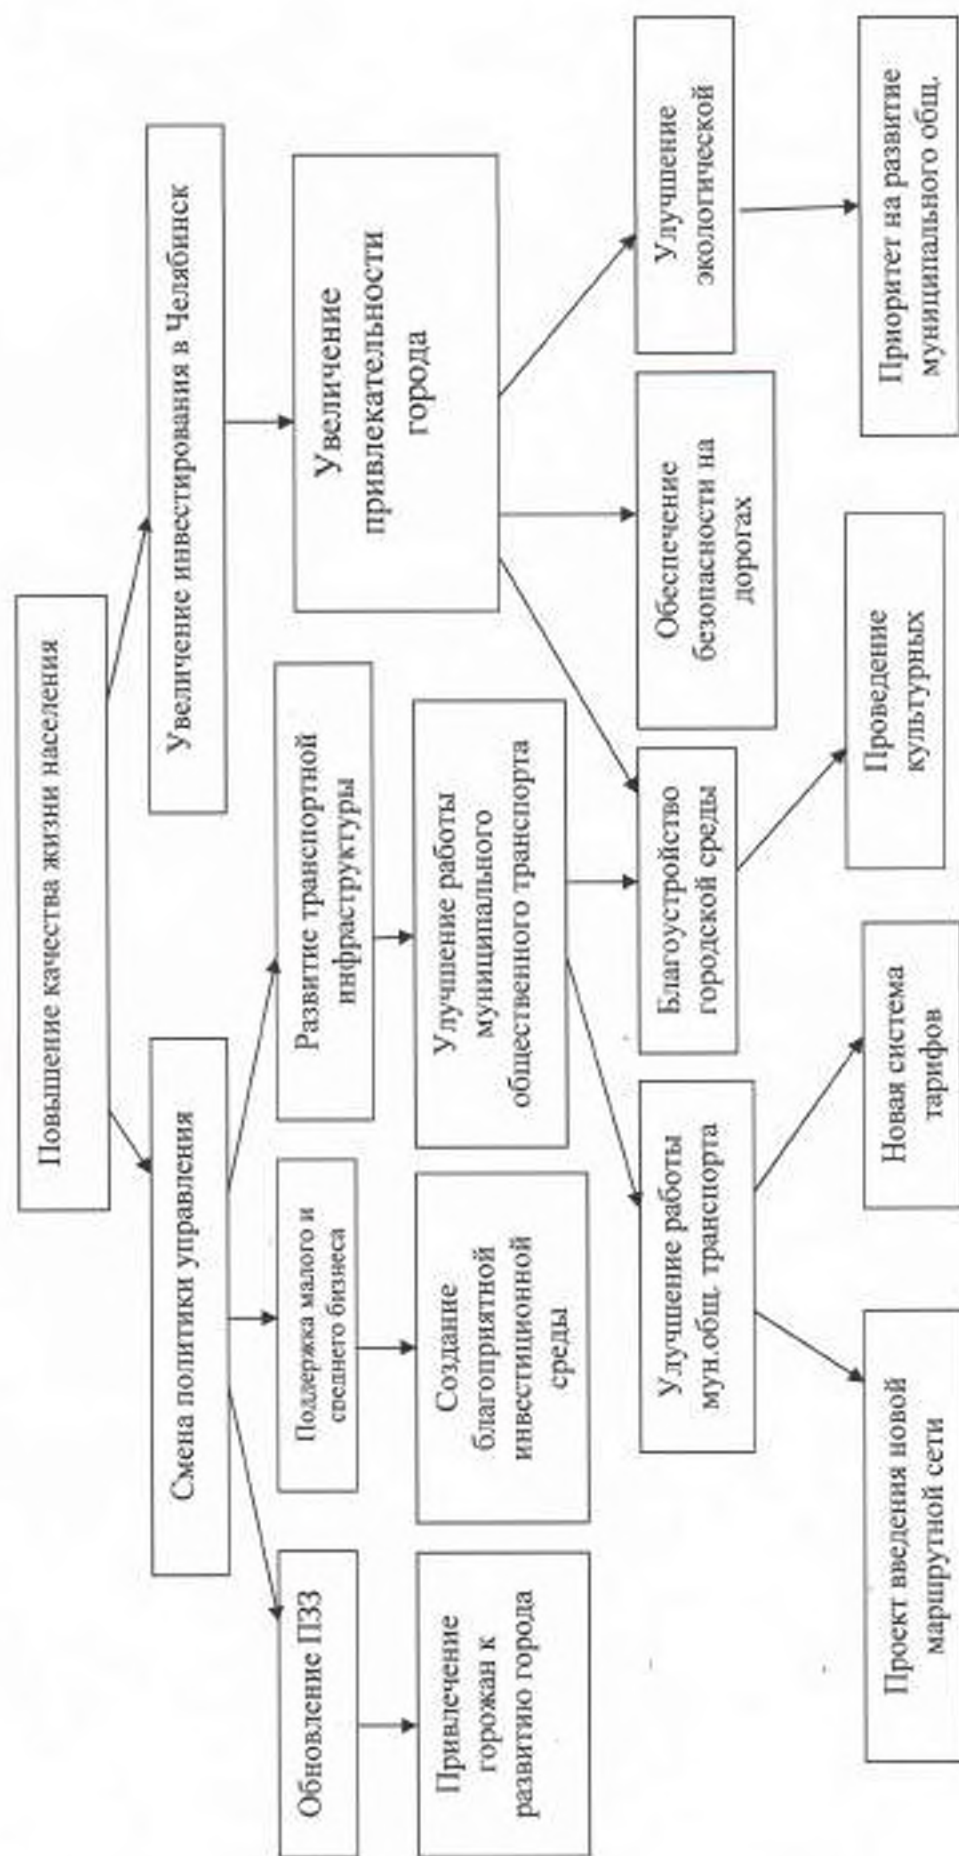 Повышение качества жизни населения
Смена политики управления
Увеличение инвестирования в Челябинск
Обновление ПЗЗ
Поддержка малого и
среднего бизнеса
Развитие транспортной
инфраструктуры
Увеличение
привлекательности
города
Привлечение
горожан к
развитию города
Создание
благоприятной
инвестиционной
среды
Улучшение работы
муниципального
общественного транспорта
Улучшение работы
мун.общ. транспорта
Благоустройство
городской среды
Обеспечение
безопасности на
дорогах
Улучшение
экологической
Проект введения новой
маршрутной сети
Новая система
тарифов
Проведение
культурных
Приоритет на развитие
муниципального общ.